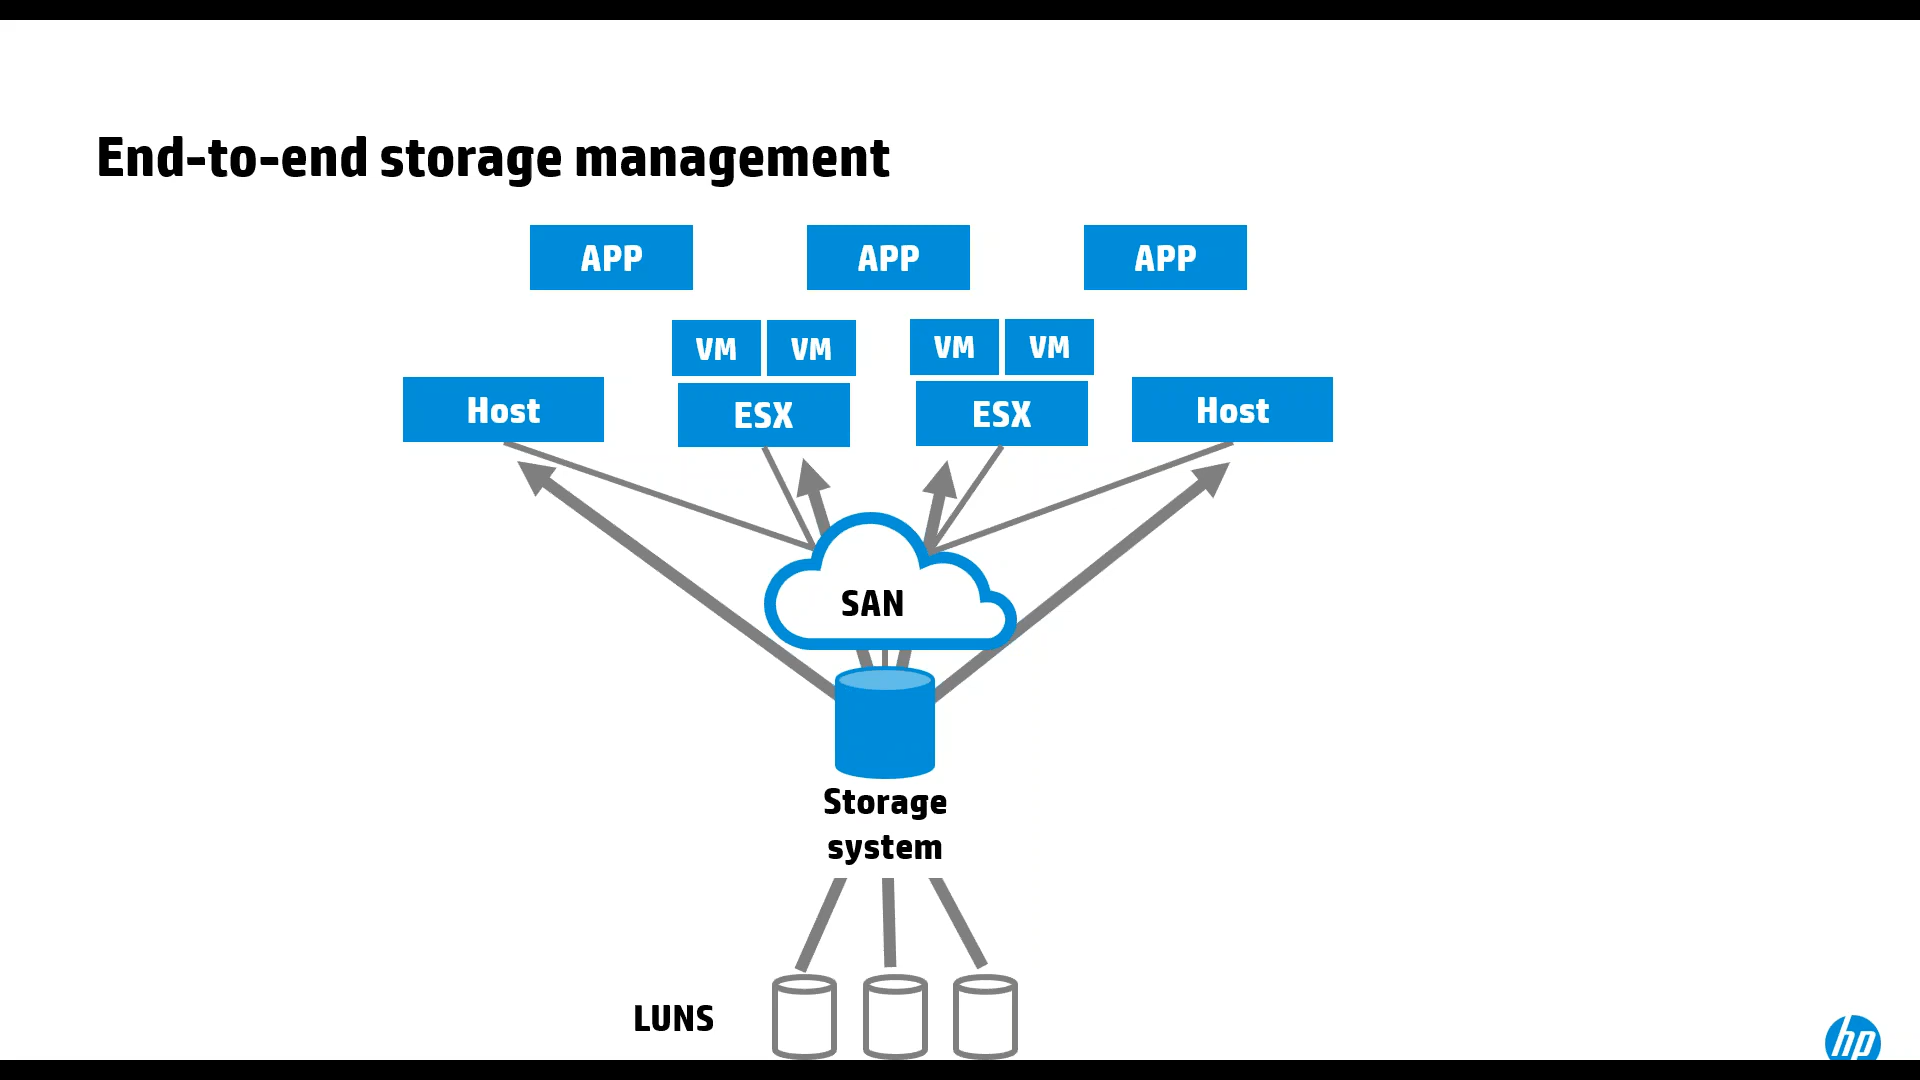 End-to-end storage management
APP APP APP
VM VM VM VM
Host ESX ESX Host
SAN
Storage
system
LUNS
hp